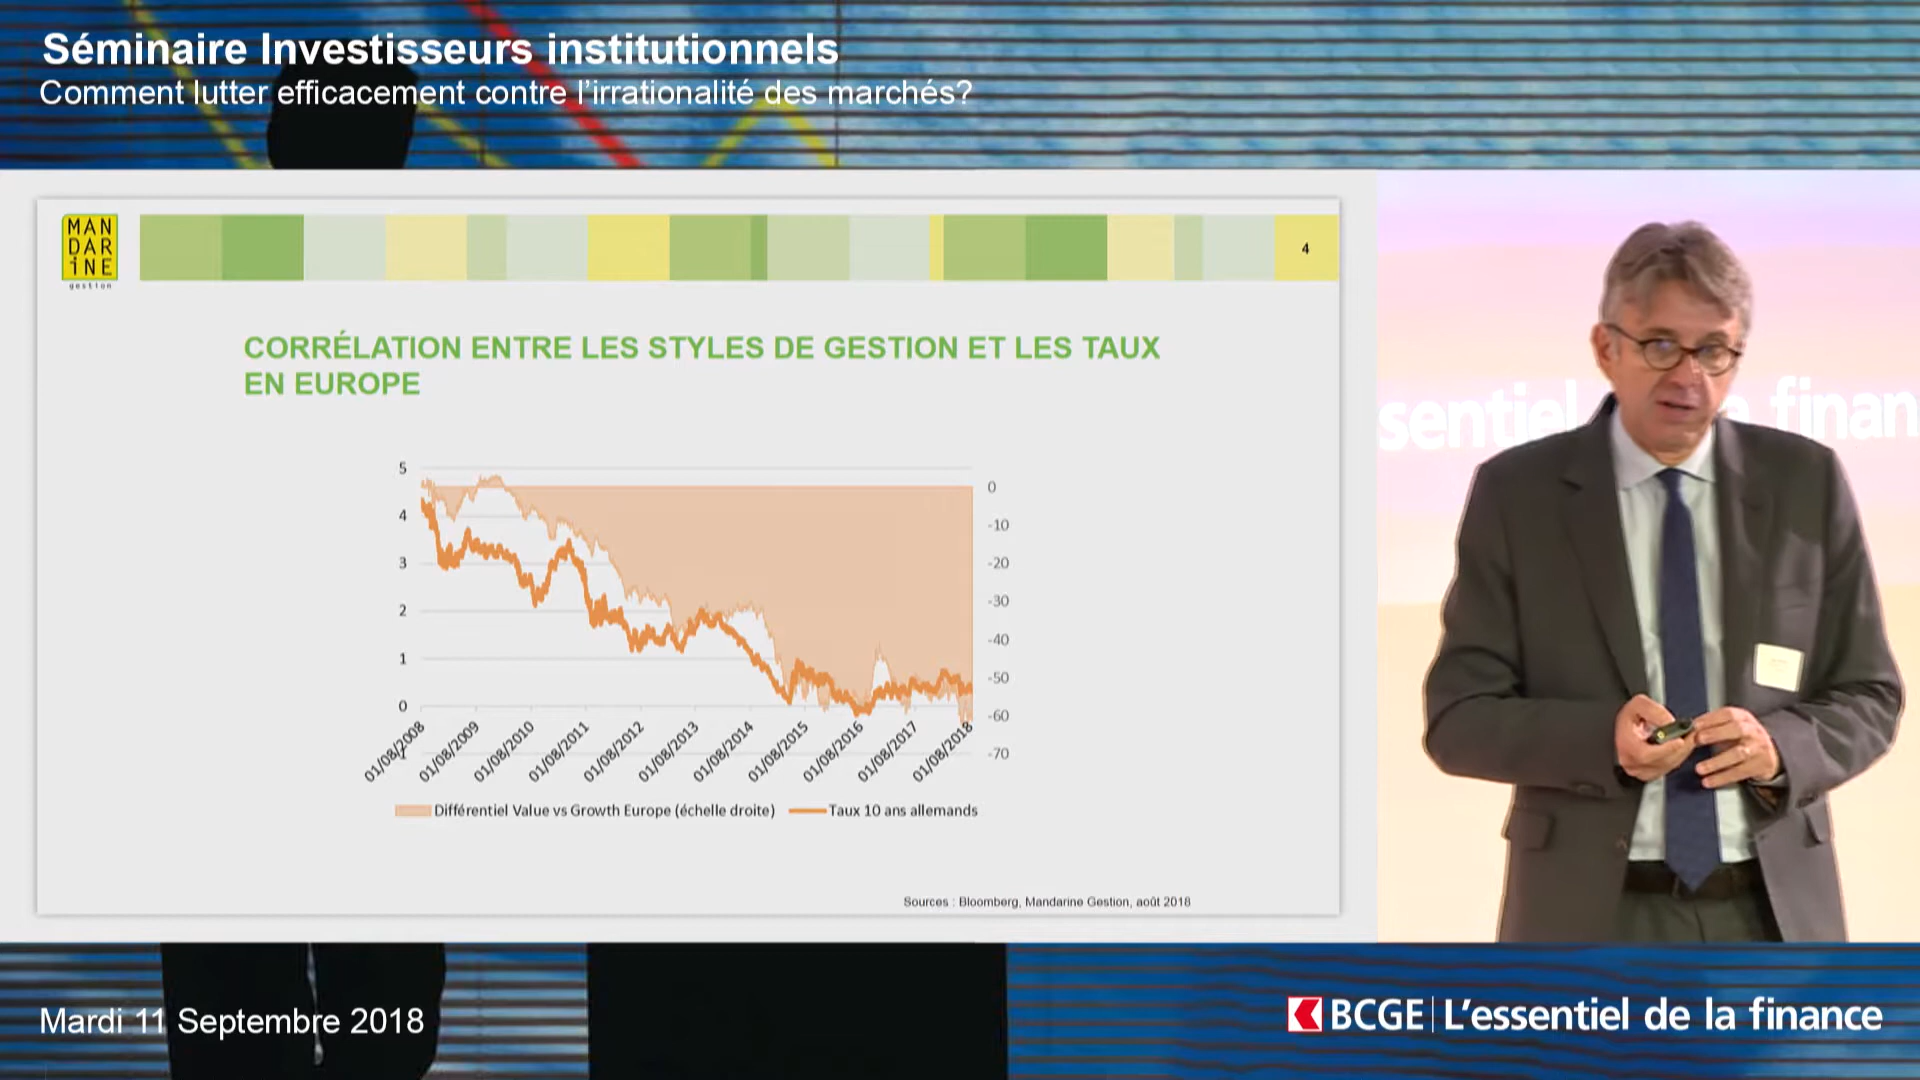 Séminaire Investisseurs institutionnels
Comment lutter efficacement contre l'irrationalité des marchés?
MAN
DAR
iNE
gestion
4
CORRÉLATION ENTRE LES STYLES DE GESTION ET LES TAUX
EN EUROPE
5
4
3
2
1
0
0
-10
-20
-30
-40
-50
-60
-70
01/08/2008
01/08/2009
01/08/2010
01/08/2011
01/08/2012
01/08/2013
01/08/2014
01/08/2015
01/08/2016
01/08/2017
01/08/2018
Différentiel Value vs Growth Europe (échelle droite)
Taux 10 ans allemands
Sources : Bloomberg, Mandarine Gestion, août 2018
sentiel
finan
Mardi 11 Septembre 2018
BCGE
L'essentiel de la finance